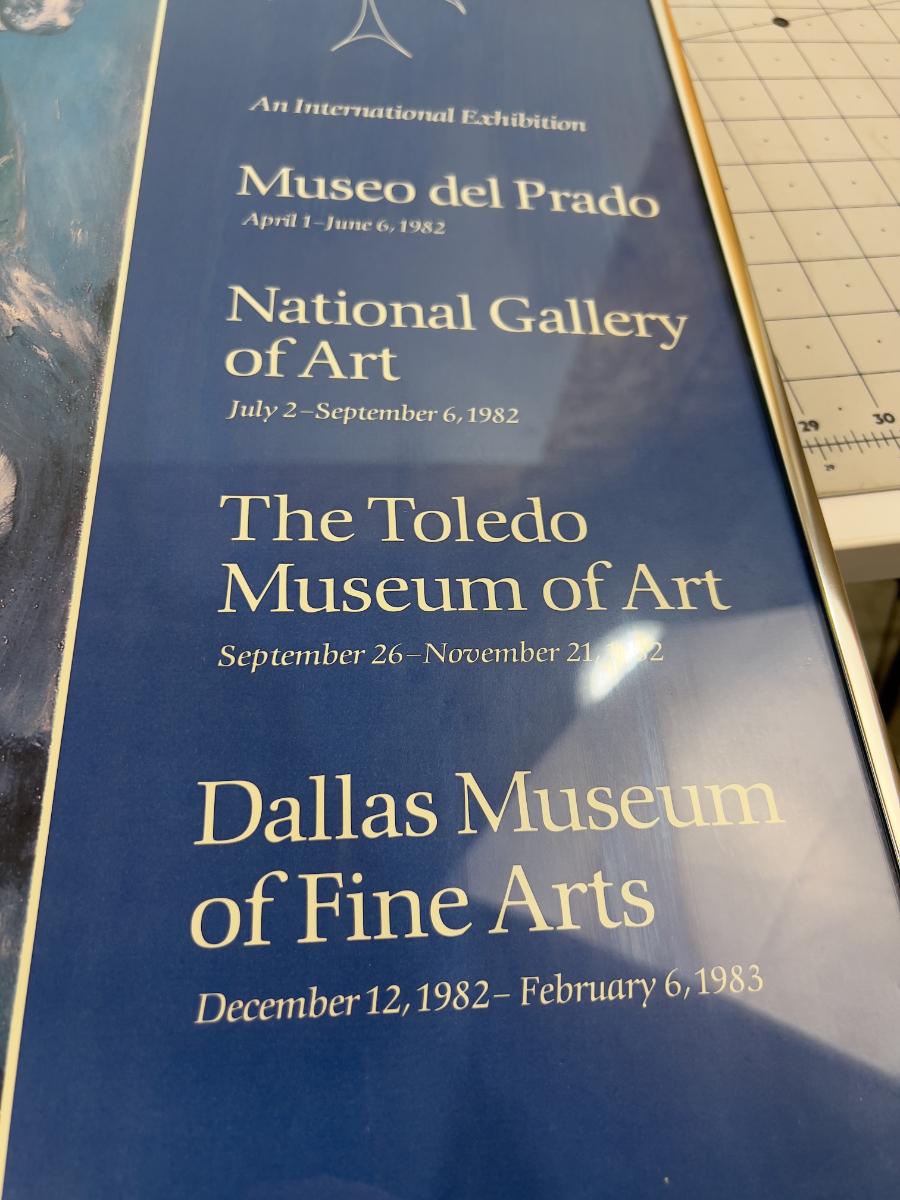 An International Exhibition
Museo del Prado
April 1–June 6, 1982
National Gallery
of Art
July 2–September 6, 1982
The Toledo
Museum of Art
September 26–November 21, 1982
Dallas Museum
of Fine Arts
December 12, 1982– February 6, 1983
29
30
29